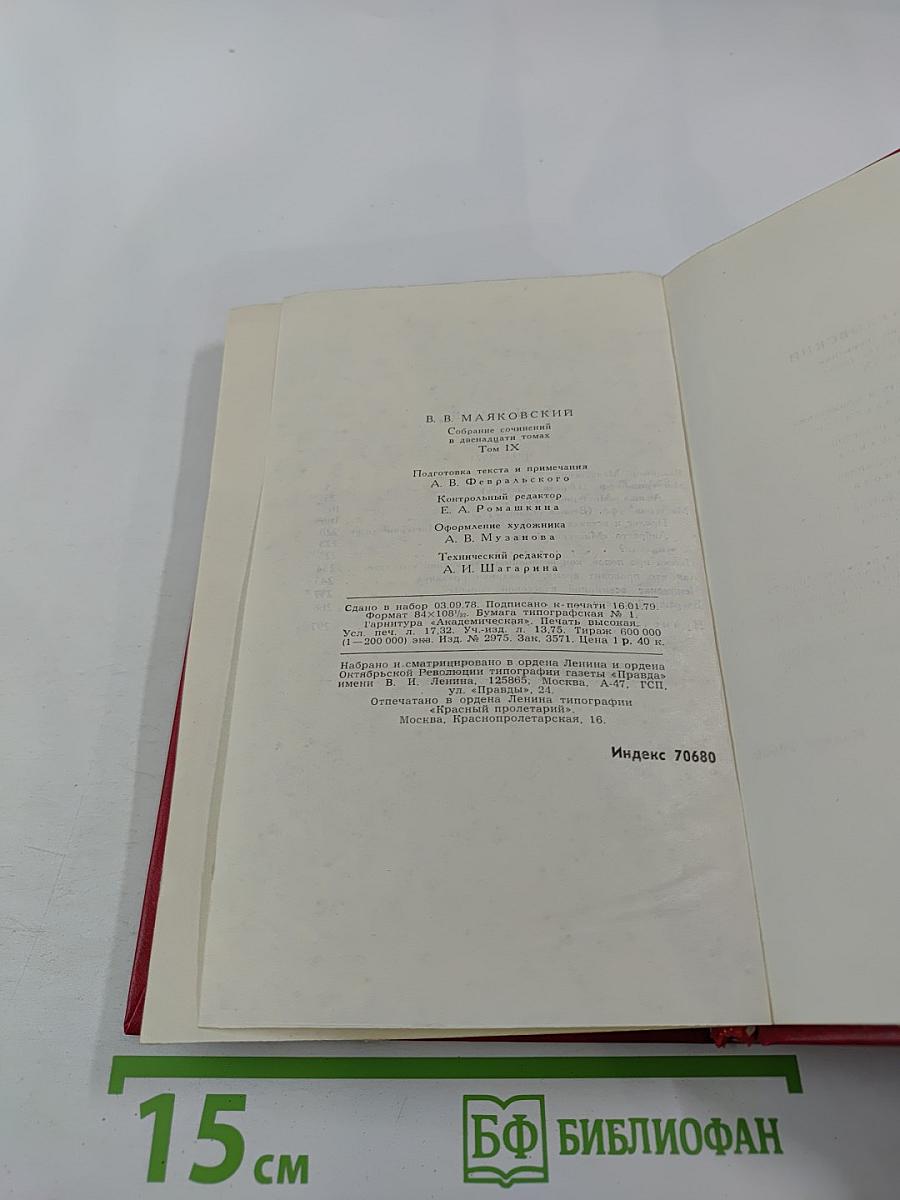 В. В. МАЯКОВСКИЙ
Собрание сочинений
в двенадцати томах
Том IX
Подготовка текста и примечания
А. В. Февральского
Контрольный редактор
Е. А. Ромашкина
Оформление художника
А. В. Музанова
Технический редактор
А. И. Шагарина
Сдано в набор 03.09.78. Подписано к печати 16.01.79.
Формат 84×108¹/₃₂. Бумага типографская № 1.
Гарнитура «Академическая». Печать высокая.
Усл. печ. л. 17,32. Уч.-изд. л. 13,75. Тираж 600 000
(1—200 000) экз. Изд. № 2975. Зак. 3571. Цена 1 р. 40 к.
Набрано и сматрицировано в ордена Ленина и ордена
Октябрьской Революции типографии газеты «Правда»
имени В. И. Ленина, 125865, Москва, А-47, ГСП,
ул. «Правды», 24.
Отпечатано в ордена Ленина типографии
«Красный пролетарий».
Москва, Краснопролетарская, 16.
Индекс 70680
15 см
БФ БИБЛИОФАН